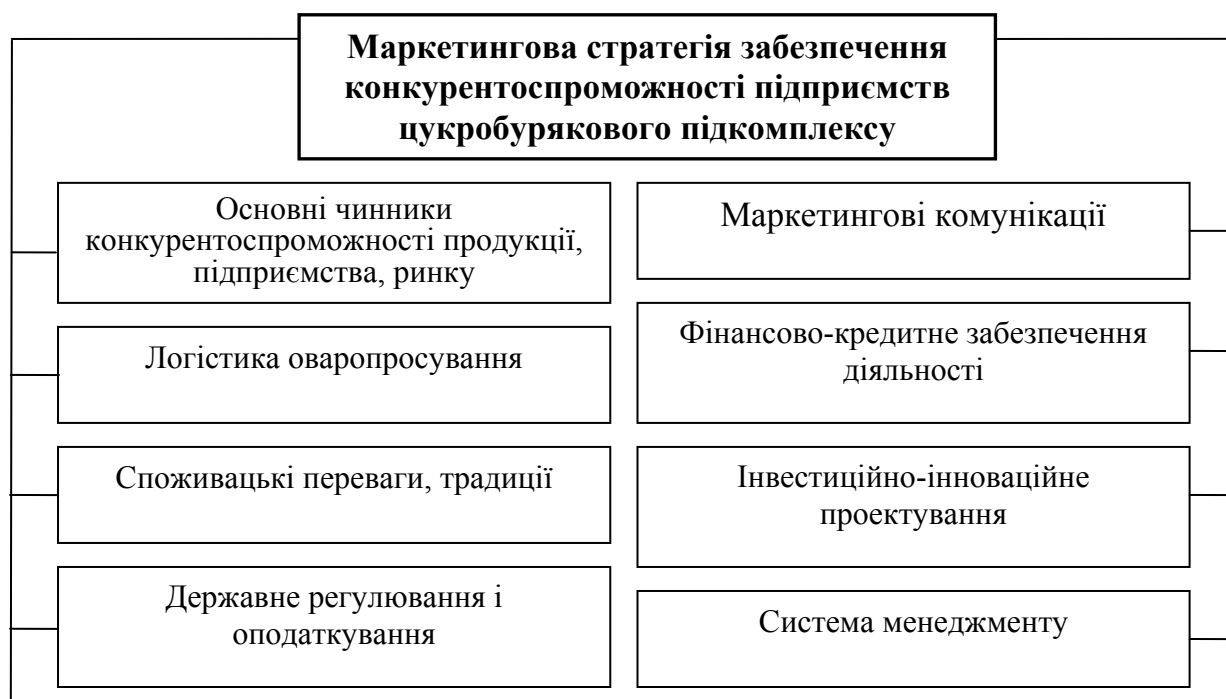 Маркетингова стратегія забезпечення
конкурентоспроможності підприємств
цукробурякового підкомплексу
Основні чинники
конкурентоспроможності продукції,
підприємства, ринку
Логістика оваропросування
Споживацькі переваги, традиції
Державне регулювання і
оподаткування
Маркетингові комунікації
Фінансово-кредитне забезпечення
діяльності
Інвестиційно-інноваційне
проектування
Система менеджменту